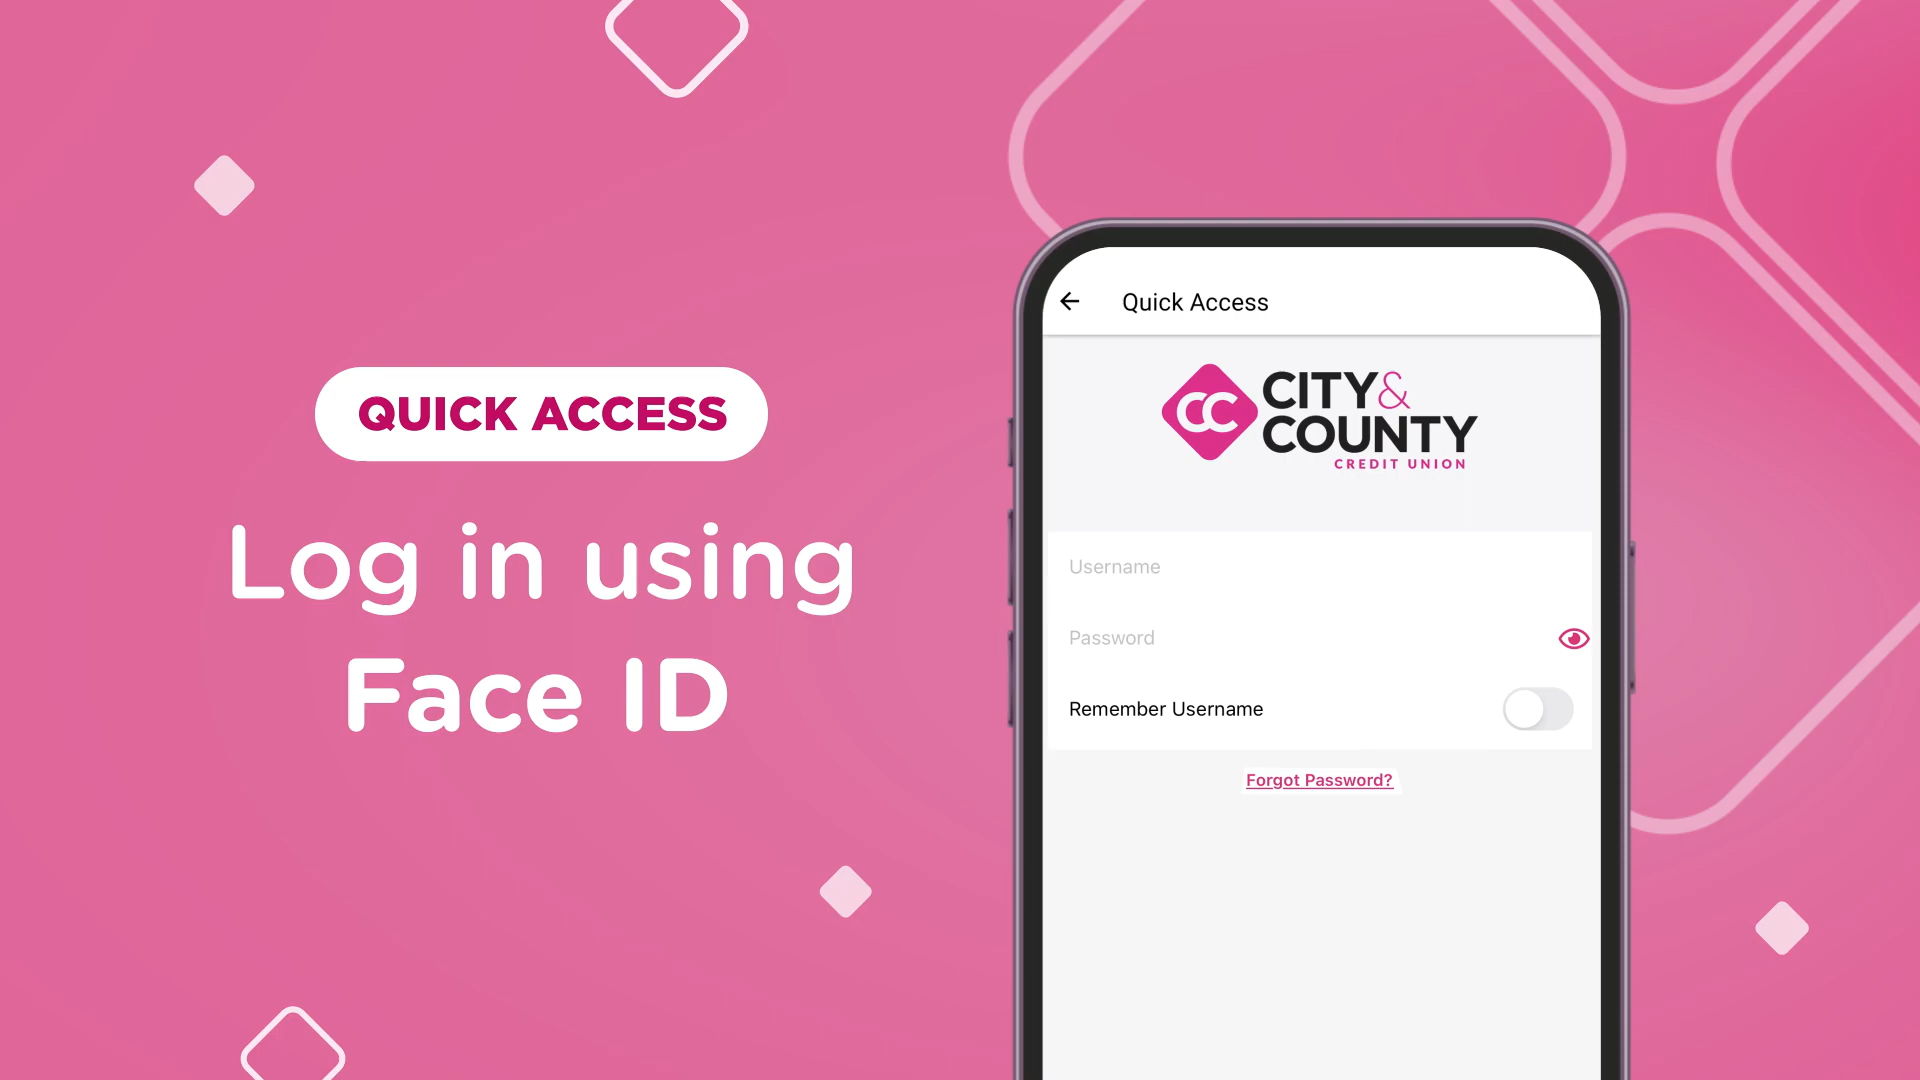 QUICK ACCESS
Log in using
Face ID
Quick Access
CC
CITY&
COUNTY
CREDIT UNION
Username
Password
Remember Username
Forgot Password?